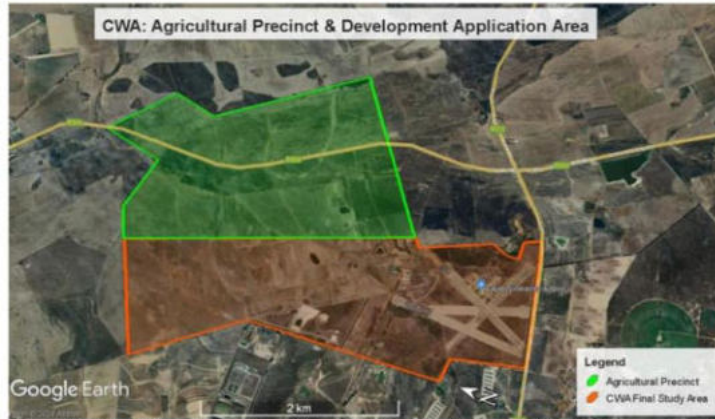 CWA: Agricultural Precinct & Development Application Area
Legend
Agricultural Precinct
CWA Final Study Area
Google Earth
2 km
N